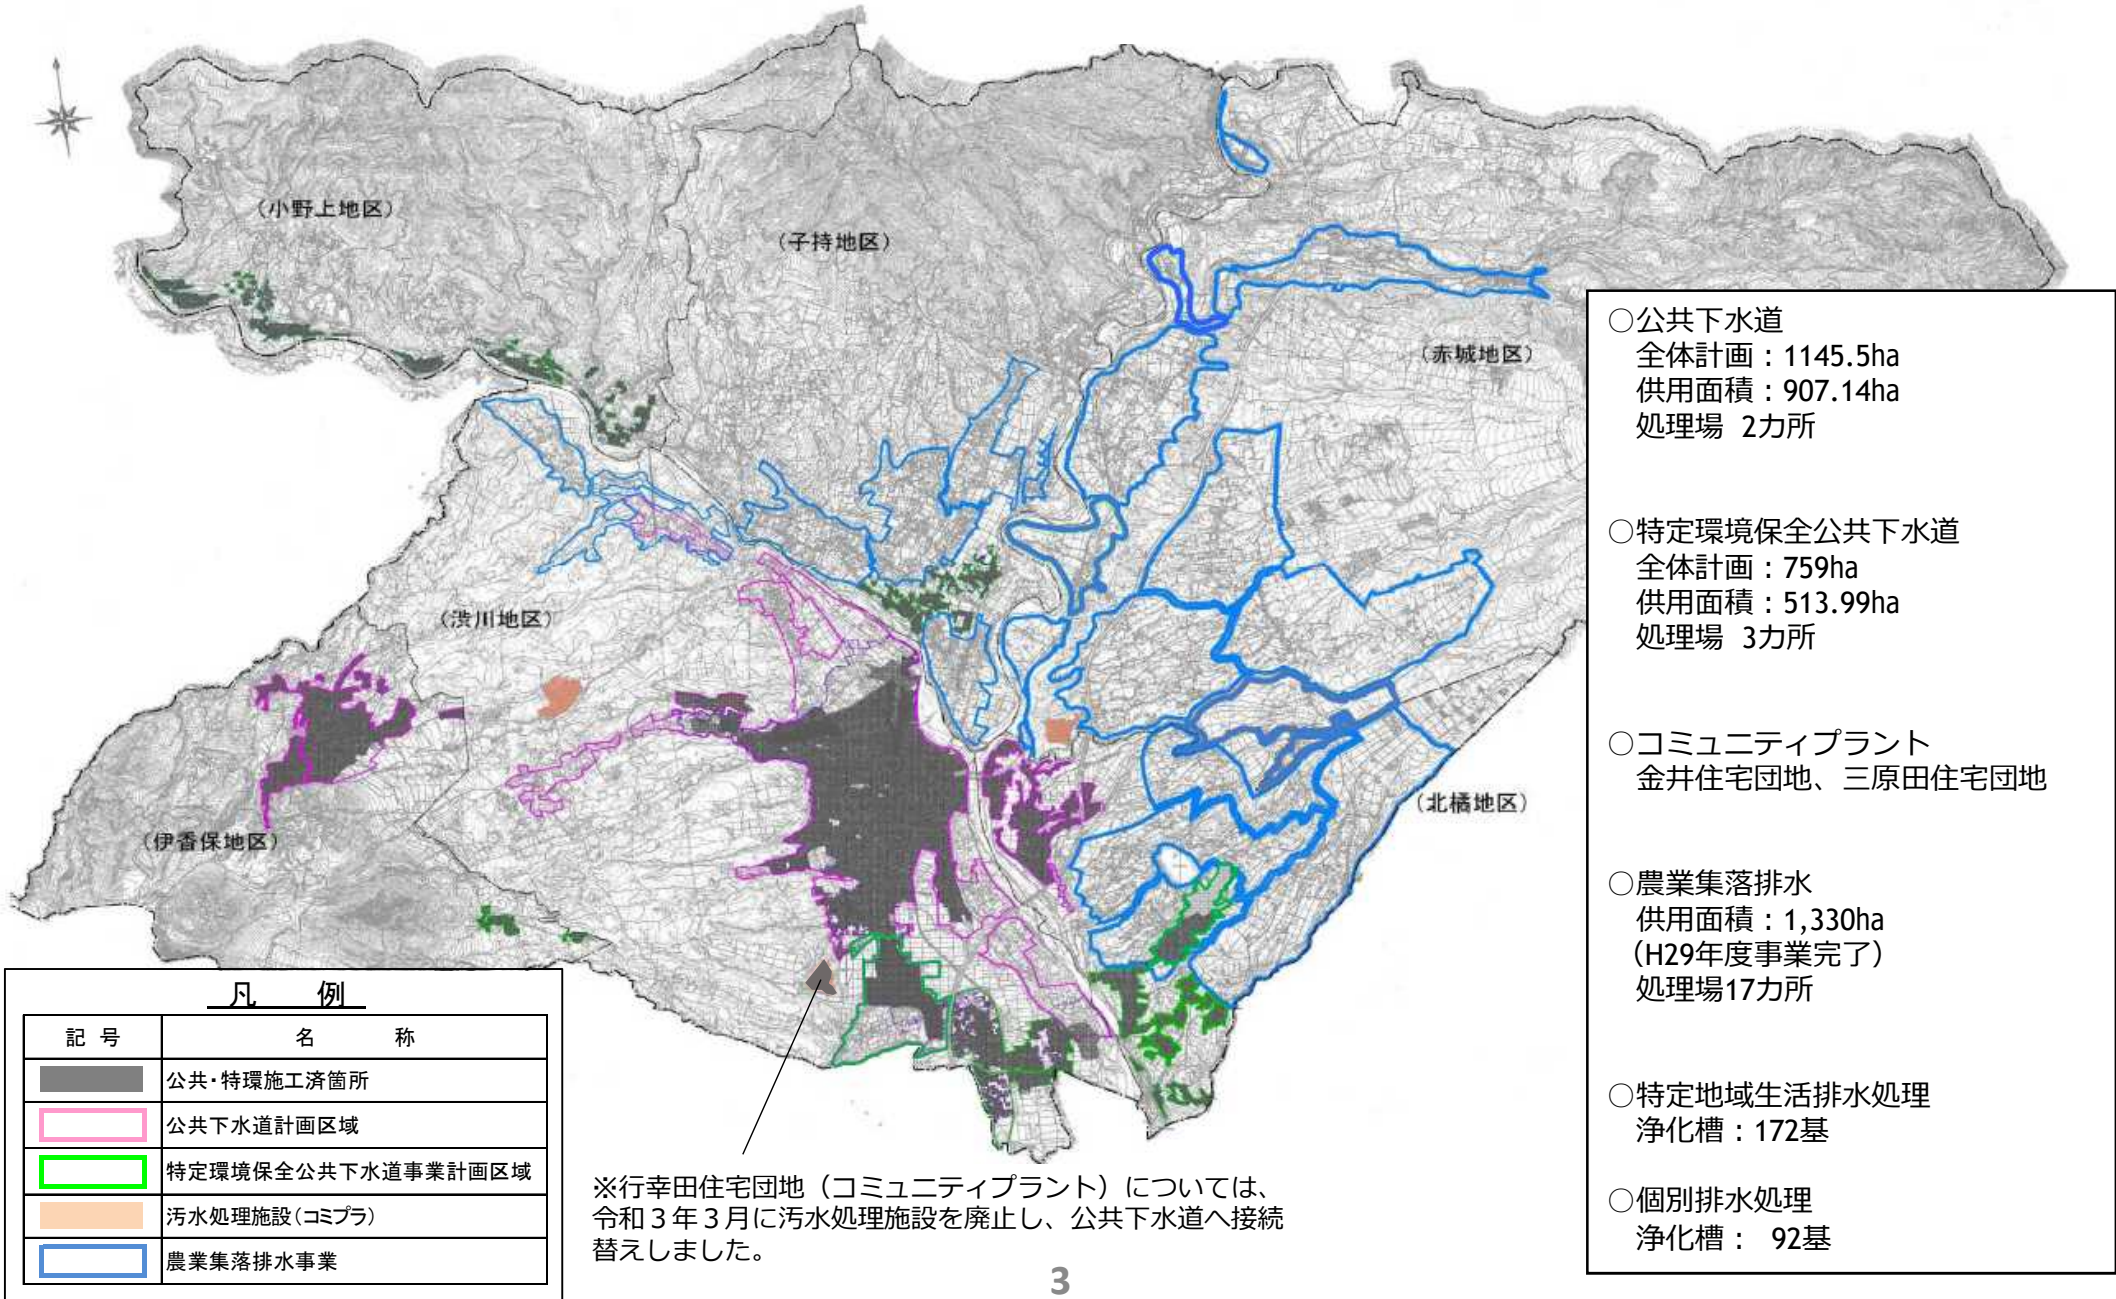 (小野上地区)
(子持地区)
(赤城地区)
(渋川地区)
(伊香保地区)
(北橘地区)
○公共下水道
全体計画：1145.5ha
供用面積：907.14ha
処理場 2カ所
○特定環境保全公共下水道
全体計画：759ha
供用面積：513.99ha
処理場 3カ所
○コミュニティプラント
金井住宅団地、三原田住宅団地
○農業集落排水
供用面積：1,330ha
（H29年度事業完了）
処理場17カ所
○特定地域生活排水処理
浄化槽：172基
○個別排水処理
浄化槽： 92基
凡 例
記 号 名 称
公共・特環施工済箇所
公共下水道計画区域
特定環境保全公共下水道事業計画区域
汚水処理施設(コミプラ)
農業集落排水事業
※行幸田住宅団地（コミュニティプラント）については、
令和３年３月に汚水処理施設を廃止し、公共下水道へ接続
替えしました。
3